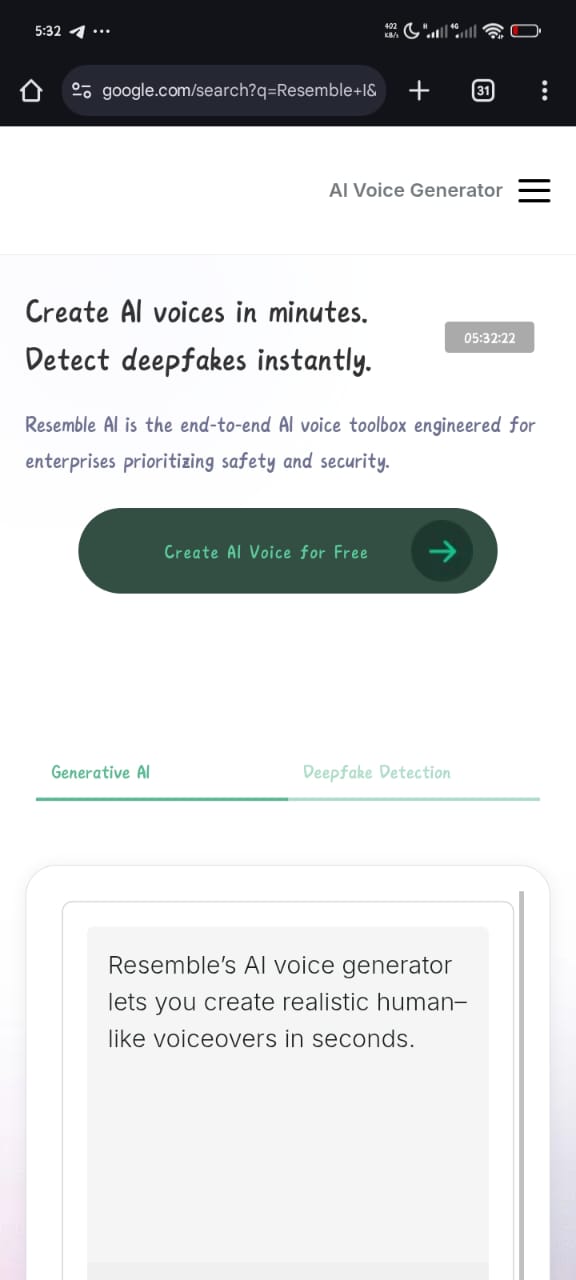 5:32
402
KB/s
H
4G
google.com/search?q=Resemble+I&
31
AI Voice Generator
Create AI voices in minutes.
Detect deepfakes instantly.
05:32:22
Resemble AI is the end-to-end AI voice toolbox engineered for
enterprises prioritizing safety and security.
Create AI Voice for Free
Generative AI
Deepfake Detection
Resemble’s AI voice generator
lets you create realistic human–
like voiceovers in seconds.